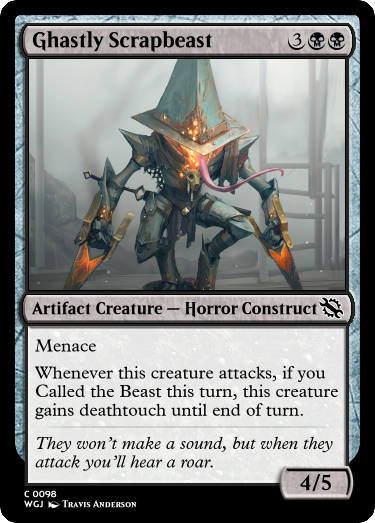 Ghastly Scrapbeast 3
Artifact Creature — Horror Construct
Menace
Whenever this creature attacks, if you
Called the Beast this turn, this creature
gains deathtouch until end of turn.
They won't make a sound, but when they
attack you'll hear a roar.
4/5
C 0098
WGJ Travis Anderson